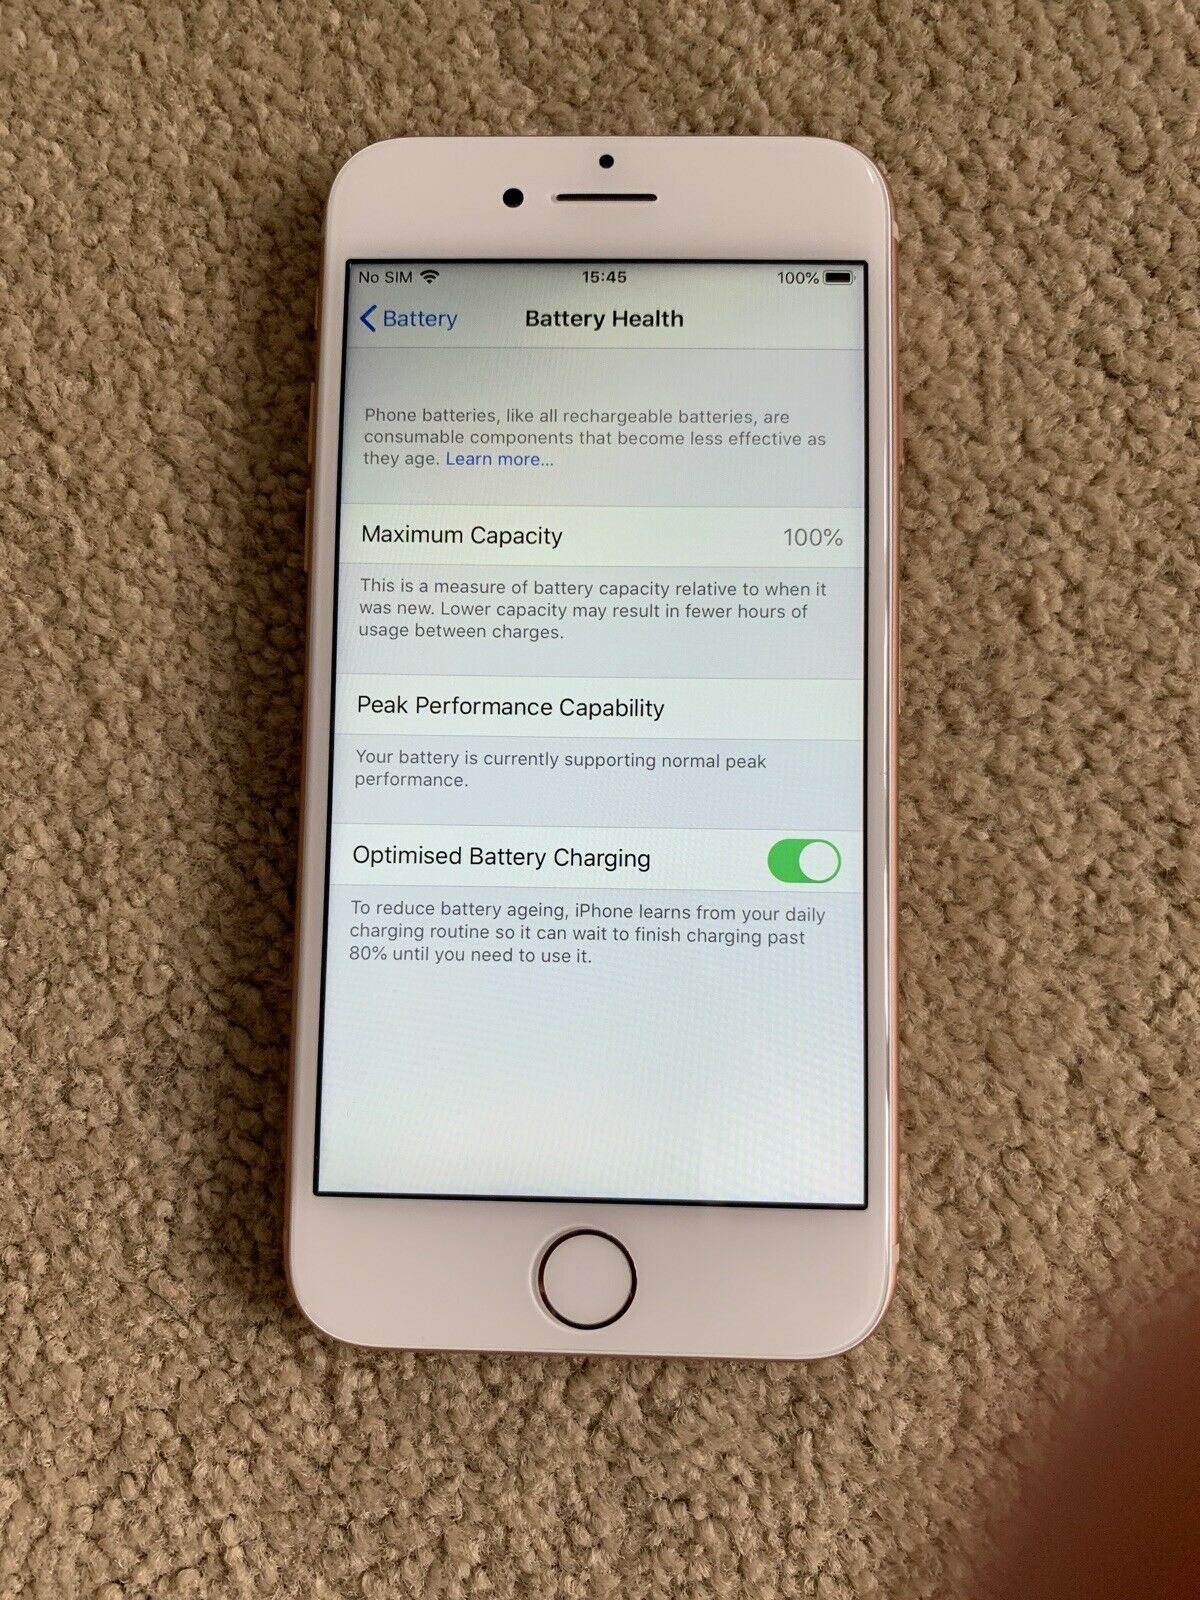 No SIM 15:45 100%
Battery Battery Health
Phone batteries, like all rechargeable batteries, are
consumable components that become less effective as
they age. Learn more...
Maximum Capacity 100%
This is a measure of battery capacity relative to when it
was new. Lower capacity may result in fewer hours of
usage between charges.
Peak Performance Capability
Your battery is currently supporting normal peak
performance.
Optimised Battery Charging
To reduce battery ageing, iPhone learns from your daily
charging routine so it can wait to finish charging past
80% until you need to use it.